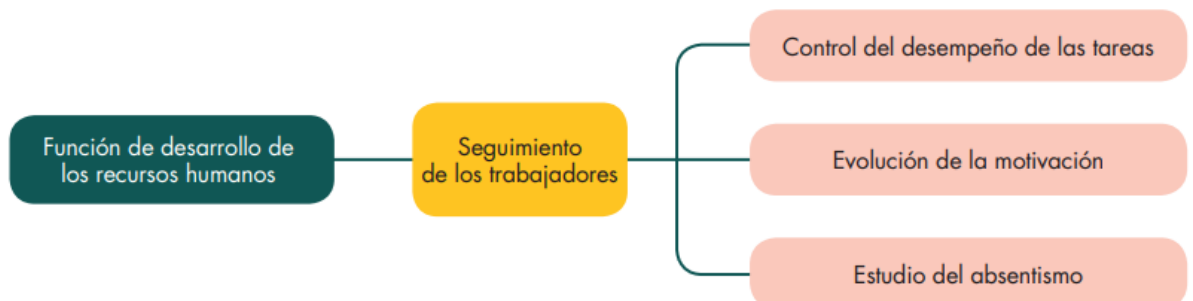 Función de desarrollo de
los recursos humanos
Seguimiento
de los trabajadores
Control del desempeño de las tareas
Evolución de la motivación
Estudio del absentismo